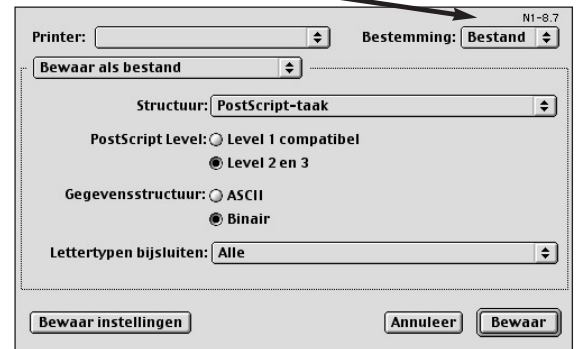 N1-8.7
Printer: Bestemming: Bestand
Bewaar als bestand
Structuur: PostScript-taak
PostScript Level: Level 1 compatibel
Level 2 en 3
Gegevensstructuur: ASCII
Binair
Lettertypen bijsluiten: Alle
Bewaar instellingen Annuleer Bewaar